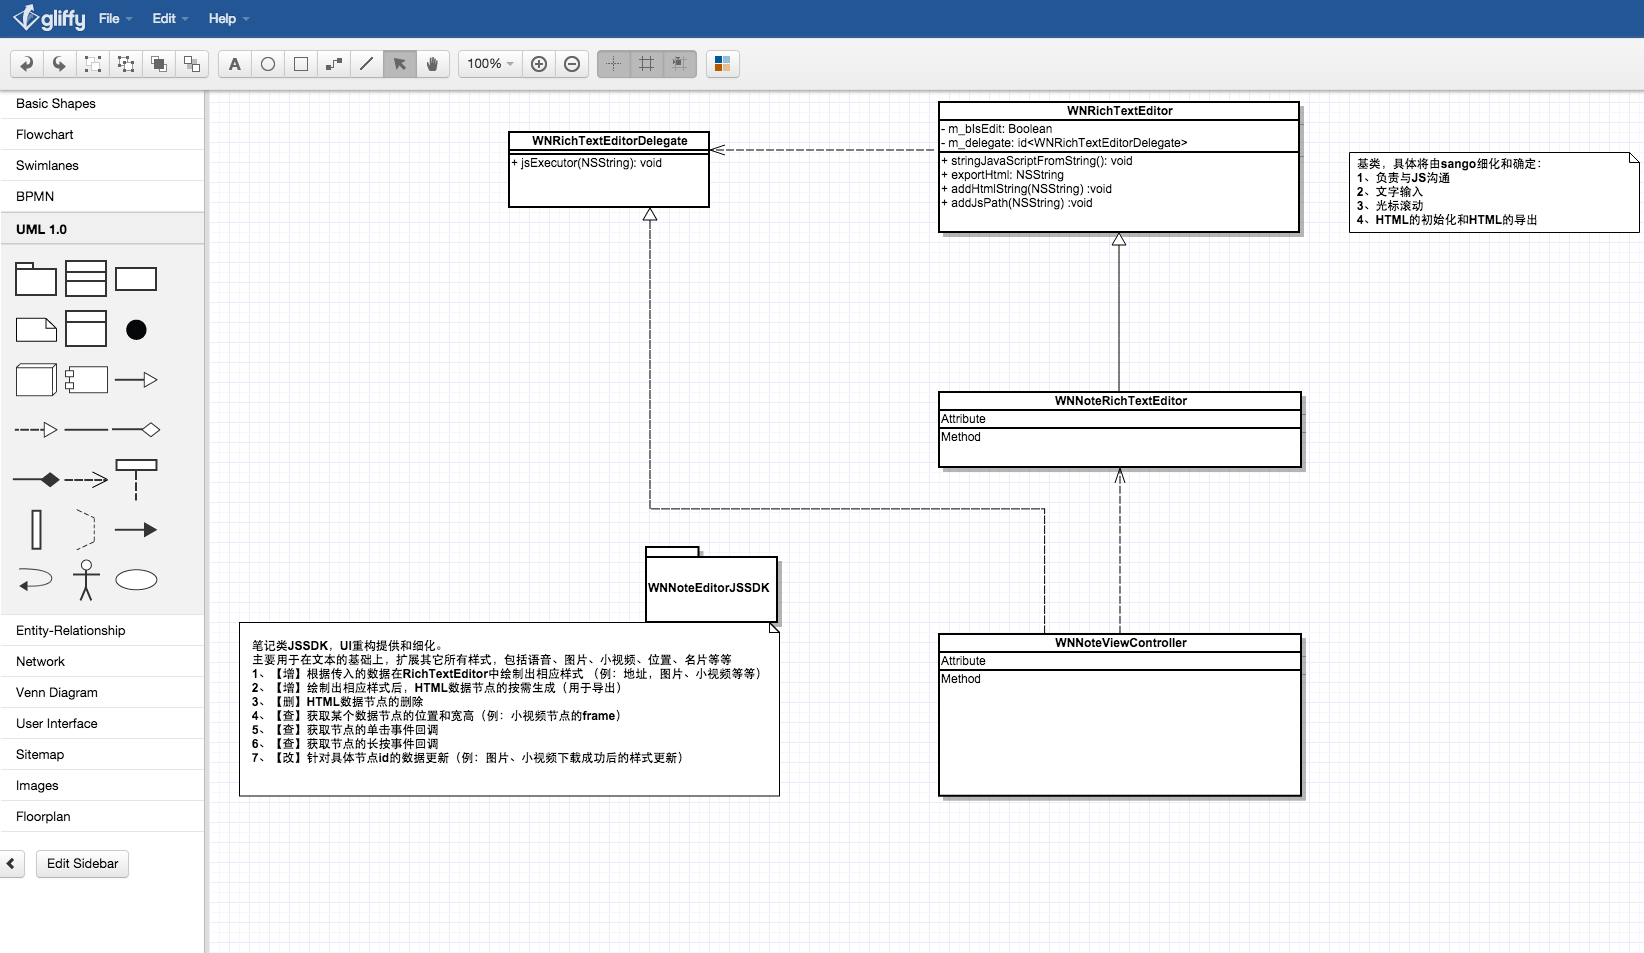 gliffy File Edit Help
A 100%
Basic Shapes
Flowchart
Swimlanes
BPMN
UML 1.0
Entity-Relationship
Network
Venn Diagram
User Interface
Sitemap
Images
Floorplan
Edit Sidebar
WNRichTextEditorDelegate
+ jsExecutor(NSString): void
WNRichTextEditor
- m_bIsEdit: Boolean
- m_delegate: id<WNRichTextEditorDelegate>
+ stringJavaScriptFromString(): void
+ exportHtml: NSString
+ addHtmlString(NSString) :void
+ addJsPath(NSString) :void
基类，具体将由sango细化和确定：
1、负责与JS沟通
2、文字输入
3、光标滚动
4、HTML的初始化和HTML的导出
WNNoteRichTextEditor
Attribute
Method
WNNoteEditorJSSDK
笔记类JSSDK，UI重构提供和细化。
主要用于在文本的基础上，扩展其它所有样式，包括语音、图片、小视频、位置、名片等等
1、【增】根据传入的数据在RichTextEditor中绘制出相应样式 （例：地址，图片、小视频等等）
2、【增】绘制出相应样式后，HTML数据节点的按需生成（用于导出）
3、【删】HTML数据节点的删除
4、【查】获取某个数据节点的位置和宽高（例：小视频节点的frame）
5、【查】获取节点的单击事件回调
6、【查】获取节点的长按事件回调
7、【改】针对具体节点id的数据更新（例：图片、小视频下载成功后的样式更新）
WNNoteViewController
Attribute
Method